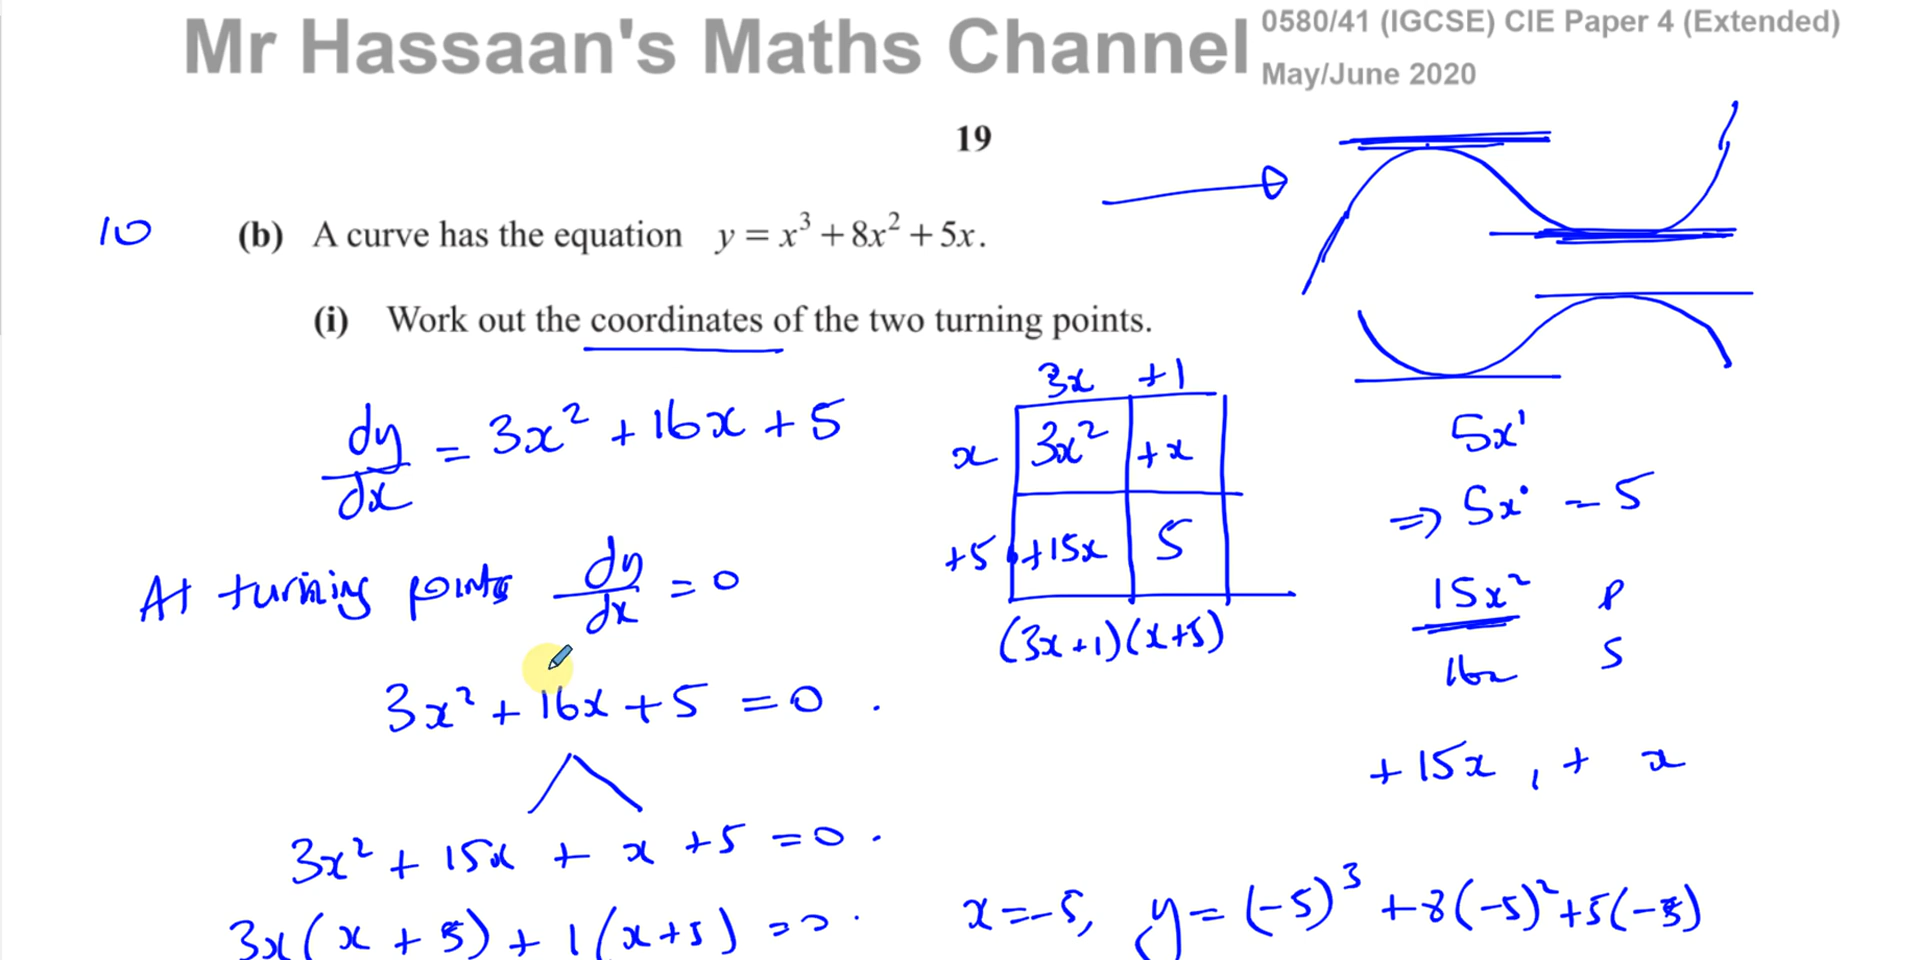 Mr Hassaan's Maths Channel
0580/41 (IGCSE) CIE Paper 4 (Extended)
May/June 2020
19
10 (b) A curve has the equation y = x³ + 8x² + 5x.
(i) Work out the coordinates of the two turning points.
dy/dx = 3x² + 16x + 5
At turning points dy/dx = 0
3x² + 16x + 5 = 0 .
3x² + 15x + x + 5 = 0 .
3x(x + 5) + 1(x+5) = 0 .
3x +1
x 3x² +x
+5 +15x 5
(3x+1)(x+5)
5x¹
⇒ 5x⁰ = 5
15x² P
16x S
+15x , + x
x = -5, y = (-5)³ + 8(-5)² + 5(-5)